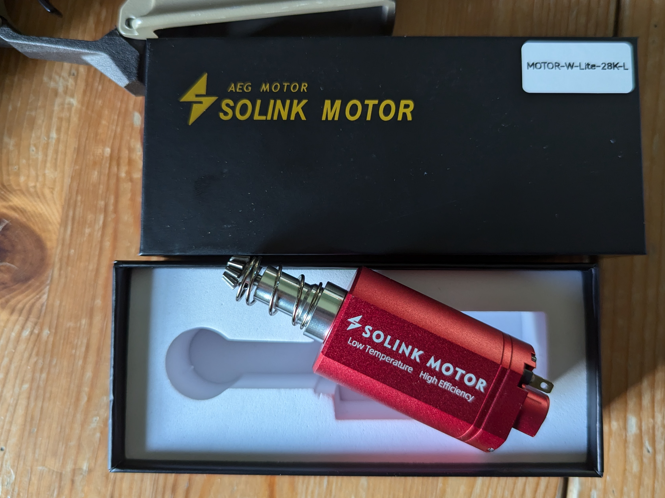 MOTOR-W-Lite-28K-L
AEG MOTOR
SOLINK MOTOR
SOLINK MOTOR
Low Temperature High Efficiency